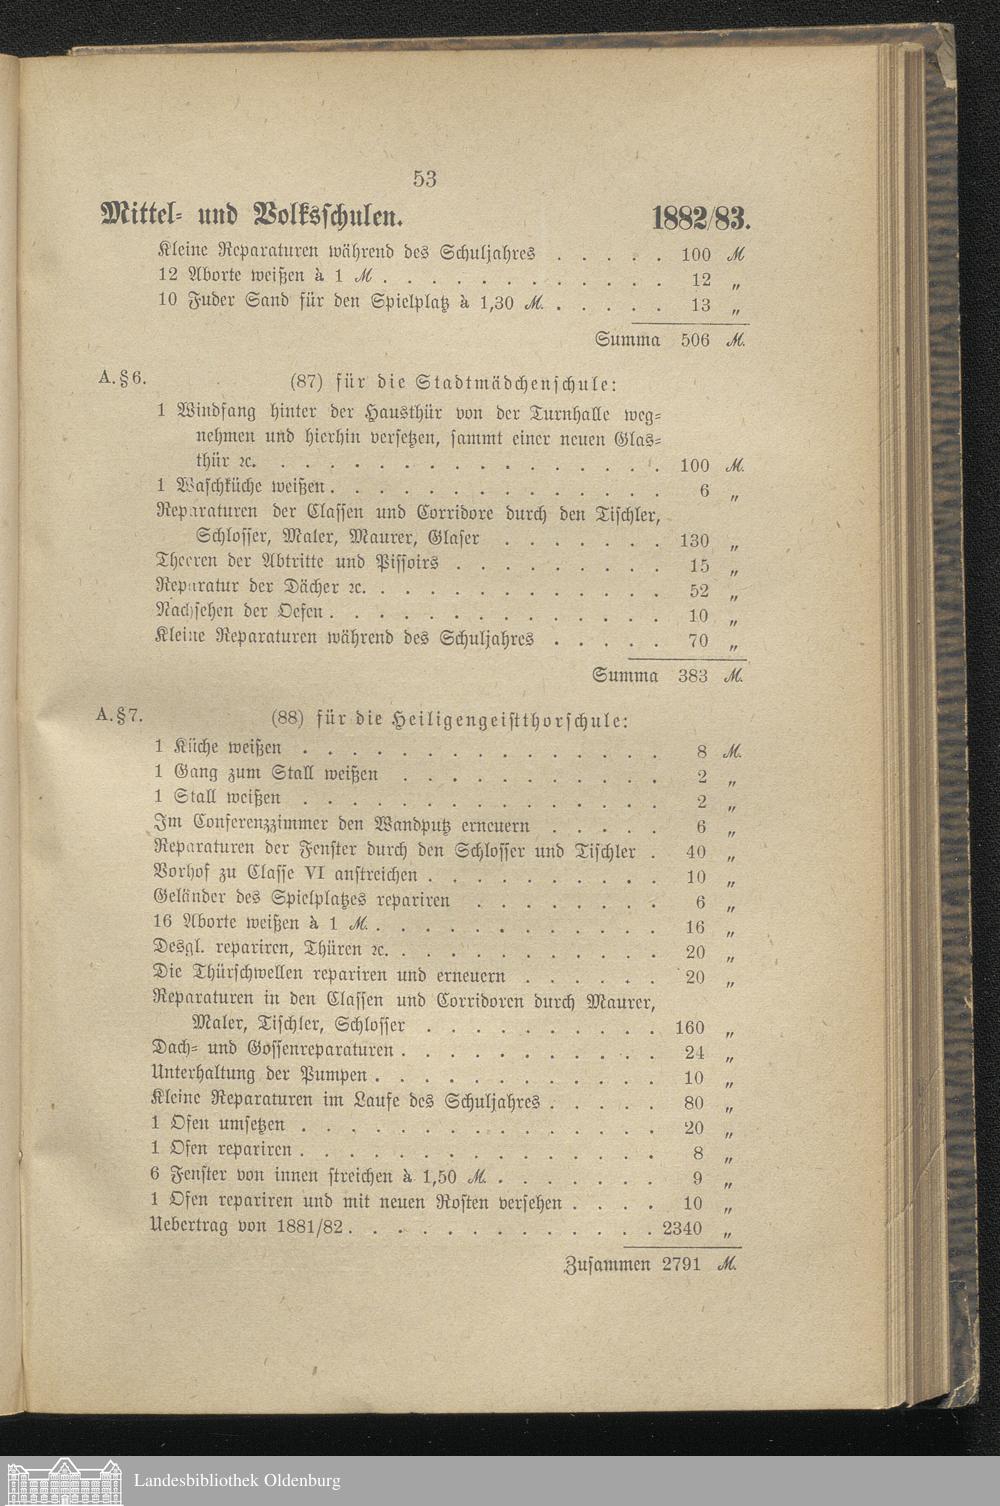 53
Mittel- und Volksschulen. 1882/83.
Kleine Reparaturen während des Schuljahres . . . . . 100 M
12 Aborte weißen à 1 M . . . . . . . . . . . . 12 „
10 Fuder Sand für den Spielplatz à 1,30 M. . . . . . 13 „
Summa 506 M.
A. § 6. (87) für die Stadtmädchenschule:
1 Windfang hinter der Hausthür von der Turnhalle weg-
nehmen und hierhin versetzen, sammt einer neuen Glas-
thür ꝛc. . . . . . . . . . . . . . . . . 100 M.
1 Waschküche weißen . . . . . . . . . . . . . . 6 „
Reparaturen der Classen und Corridore durch den Tischler,
Schlosser, Maler, Maurer, Glaser . . . . . . . 130 „
Theeren der Abtritte und Pissoirs . . . . . . . . . 15 „
Reparatur der Dächer ꝛc. . . . . . . . . . . . . 52 „
Nachsehen der Oefen . . . . . . . . . . . . . . 10 „
Kleine Reparaturen während des Schuljahres . . . . . 70 „
Summa 383 M.
A. § 7. (88) für die Heiligengeistthorschule:
1 Küche weißen . . . . . . . . . . . . . . . 8 M.
1 Gang zum Stall weißen . . . . . . . . . . . 2 „
1 Stall weißen . . . . . . . . . . . . . . . 2 „
Im Conferenzzimmer den Wandputz erneuern . . . . . 6 „
Reparaturen der Fenster durch den Schlosser und Tischler . 40 „
Vorhof zu Classe VI anstreichen . . . . . . . . . . 10 „
Geländer des Spielplatzes repariren . . . . . . . . 6 „
16 Aborte weißen à 1 M. . . . . . . . . . . . . 16 „
Desgl. repariren, Thüren ꝛc. . . . . . . . . . . . 20 „
Die Thürschwellen repariren und erneuern . . . . . . 20 „
Reparaturen in den Classen und Corridoren durch Maurer,
Maler, Tischler, Schlosser . . . . . . . . . . 160 „
Dach- und Gossenreparaturen . . . . . . . . . . . 24 „
Unterhaltung der Pumpen . . . . . . . . . . . . 10 „
Kleine Reparaturen im Laufe des Schuljahres . . . . . 80 „
1 Ofen umsetzen . . . . . . . . . . . . . . . 20 „
1 Ofen repariren . . . . . . . . . . . . . . . 8 „
6 Fenster von innen streichen à 1,50 M. . . . . . . . 9 „
1 Ofen repariren und mit neuen Rosten versehen . . . . 10 „
Uebertrag von 1881/82 . . . . . . . . . . . . . 2340 „
Zusammen 2791 M.
Landesbibliothek Oldenburg